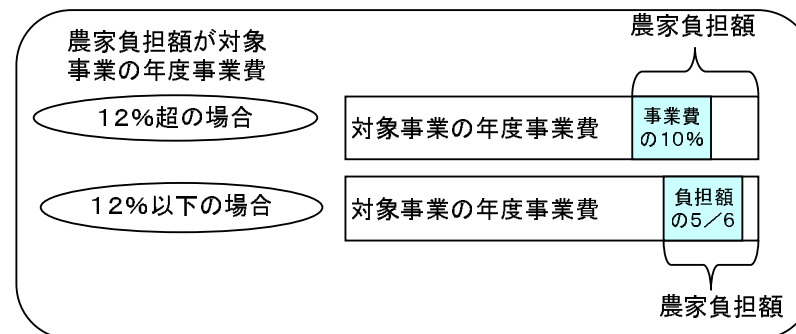 農家負担額が対象
事業の年度事業費
農家負担額
12%超の場合
対象事業の年度事業費
事業費
の10%
12%以下の場合
対象事業の年度事業費
負担額
の5/6
農家負担額